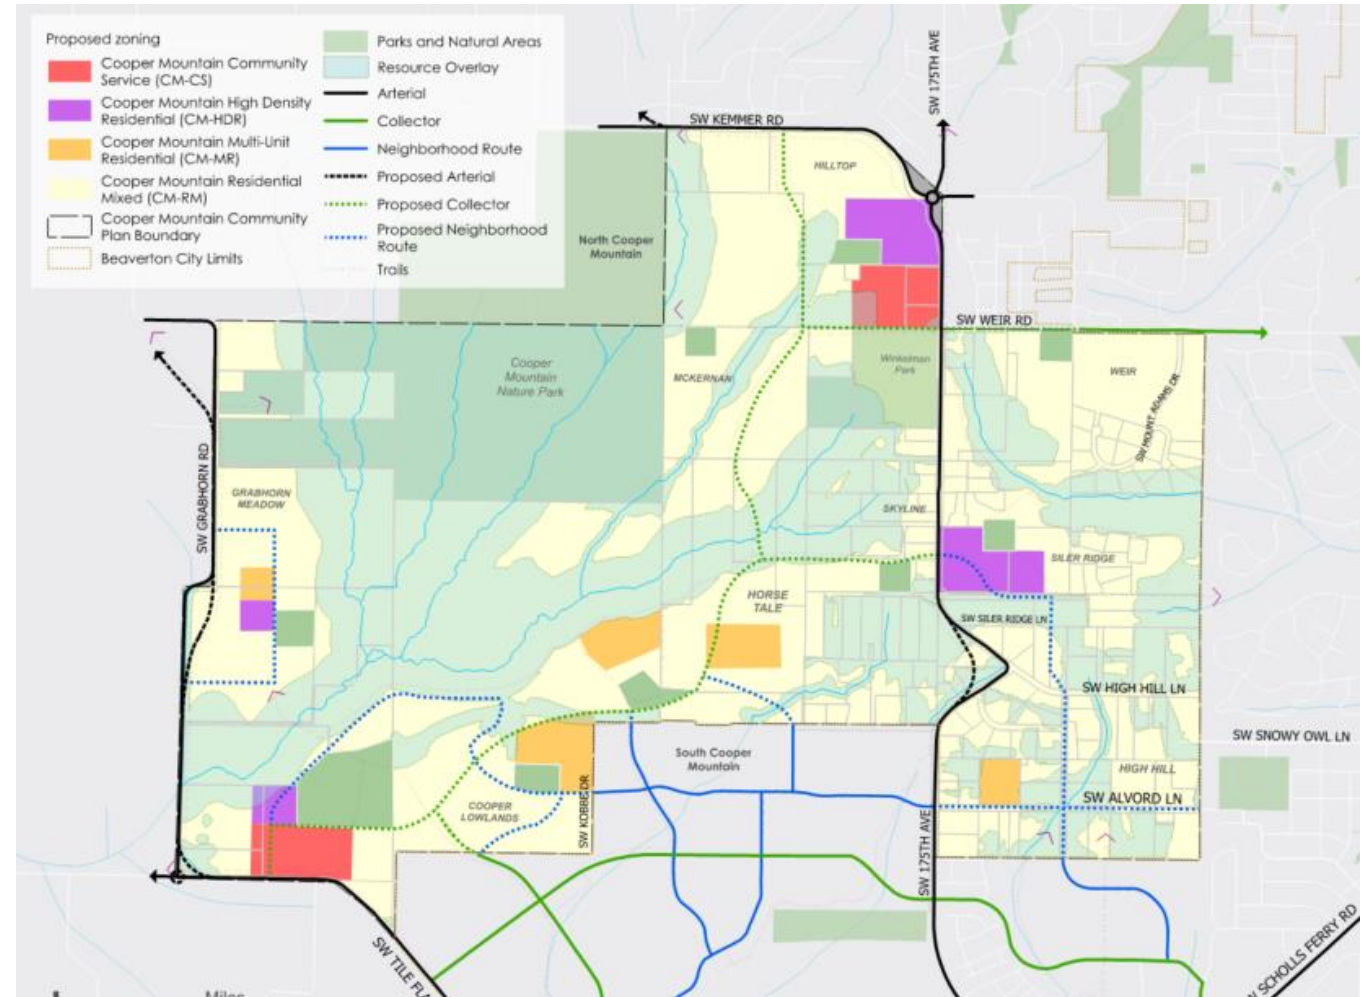 Proposed zoning
Cooper Mountain Community
Service (CM-CS)
Cooper Mountain High Density
Residential (CM-HDR)
Cooper Mountain Multi-Unit
Residential (CM-MR)
Cooper Mountain Residential
Mixed (CM-RM)
Cooper Mountain Community
Plan Boundary
Beaverton City Limits
Parks and Natural Areas
Resource Overlay
Arterial
Collector
Neighborhood Route
Proposed Arterial
Proposed Collector
Proposed Neighborhood
Route
Trails
SW 175TH AVE
SW KEMMER RD
HILLTOP
North Cooper
Mountain
SW WEIR RD
Cooper
Mountain
Nature Park
MCKERNAN
Winkelman
Park
WEIR
SW MOUNT ADAMS DR
SW GRABHORN RD
GRABHORN
MEADOW
SKYLINE
SILER RIDGE
HORSE
TALE
SW SILER RIDGE LN
SW HIGH HILL LN
SW SNOWY OWL LN
South Cooper
Mountain
HIGH HILL
SW ALVORD LN
COOPER
LOWLANDS
SW KOBBE DR
SW 175TH AVE
SW TILE FLA
W SCHOLLS FERRY RD